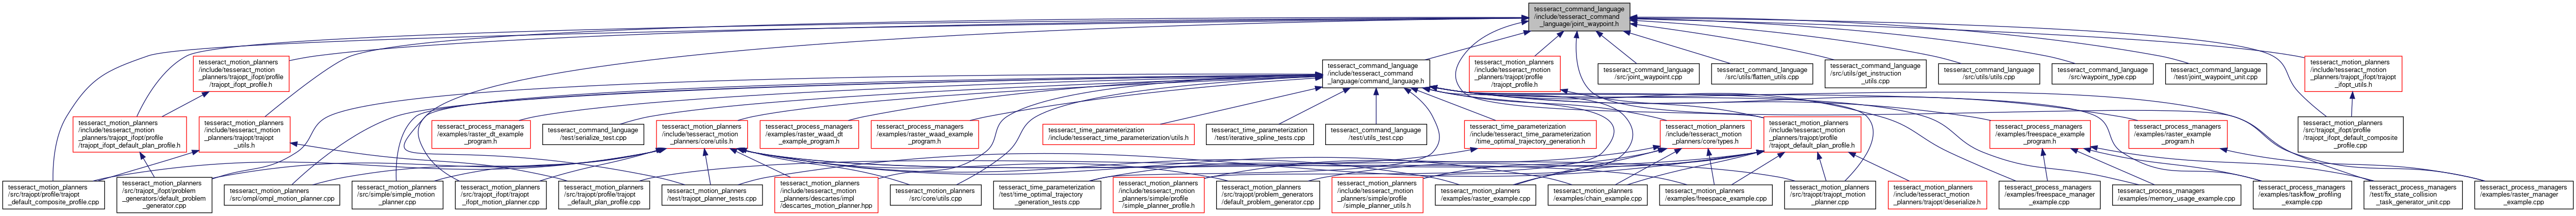 tesseract_command_language
/include/tesseract_command
_language/joint_waypoint.h
tesseract_motion_planners
/include/tesseract_motion
_planners/trajopt_ifopt/profile
/trajopt_ifopt_profile.h
tesseract_command_language
/include/tesseract_command
_language/command_language.h
tesseract_motion_planners
/include/tesseract_motion
_planners/trajopt/profile
/trajopt_profile.h
tesseract_command_language
/src/joint_waypoint.cpp
tesseract_command_language
/src/utils/flatten_utils.cpp
tesseract_command_language
/src/utils/get_instruction
_utils.cpp
tesseract_command_language
/src/utils/utils.cpp
tesseract_command_language
/src/waypoint_type.cpp
tesseract_command_language
/test/joint_waypoint_unit.cpp
tesseract_motion_planners
/include/tesseract_motion
_planners/trajopt_ifopt/trajopt
_ifopt_utils.h
tesseract_motion_planners
/include/tesseract_motion
_planners/trajopt_ifopt/profile
/trajopt_ifopt_default_plan_profile.h
tesseract_motion_planners
/include/tesseract_motion
_planners/trajopt/trajopt
_utils.h
tesseract_process_managers
/examples/raster_dt_example
_program.h
tesseract_command_language
/test/serialize_test.cpp
tesseract_motion_planners
/include/tesseract_motion
_planners/core/utils.h
tesseract_process_managers
/examples/raster_waad_dt
_example_program.h
tesseract_process_managers
/examples/raster_waad_example
_program.h
tesseract_time_parameterization
/include/tesseract_time_parameterization/utils.h
tesseract_time_parameterization
/test/iterative_spline_tests.cpp
tesseract_command_language
/test/utils_test.cpp
tesseract_time_parameterization
/include/tesseract_time_parameterization
/time_optimal_trajectory_generation.h
tesseract_motion_planners
/include/tesseract_motion
_planners/core/types.h
tesseract_motion_planners
/include/tesseract_motion
_planners/trajopt/profile
/trajopt_default_plan_profile.h
tesseract_process_managers
/examples/freespace_example
_program.h
tesseract_process_managers
/examples/raster_example
_program.h
tesseract_motion_planners
/src/trajopt_ifopt/profile
/trajopt_ifopt_default_composite
_profile.cpp
tesseract_motion_planners
/src/trajopt/profile/trajopt
_default_composite_profile.cpp
tesseract_motion_planners
/src/trajopt_ifopt/problem
_generators/default_problem
_generator.cpp
tesseract_motion_planners
/src/ompl/ompl_motion_planner.cpp
tesseract_motion_planners
/src/simple/simple_motion
_planner.cpp
tesseract_motion_planners
/src/trajopt_ifopt/trajopt
_ifopt_motion_planner.cpp
tesseract_motion_planners
/src/trajopt/profile/trajopt
_default_plan_profile.cpp
tesseract_motion_planners
/test/trajopt_planner_tests.cpp
tesseract_motion_planners
/include/tesseract_motion
_planners/descartes/impl
/descartes_motion_planner.hpp
tesseract_motion_planners
/src/core/utils.cpp
tesseract_time_parameterization
/test/time_optimal_trajectory
_generation_tests.cpp
tesseract_motion_planners
/include/tesseract_motion
_planners/simple/profile
/simple_planner_profile.h
tesseract_motion_planners
/src/trajopt/problem_generators
/default_problem_generator.cpp
tesseract_motion_planners
/include/tesseract_motion
_planners/simple/profile
/simple_planner_utils.h
tesseract_motion_planners
/examples/raster_example.cpp
tesseract_motion_planners
/examples/chain_example.cpp
tesseract_motion_planners
/examples/freespace_example.cpp
tesseract_motion_planners
/src/trajopt/trajopt_motion
_planner.cpp
tesseract_motion_planners
/include/tesseract_motion
_planners/trajopt/deserialize.h
tesseract_process_managers
/examples/freespace_manager
_example.cpp
tesseract_process_managers
/examples/memory_usage_example.cpp
tesseract_process_managers
/examples/taskflow_profiling
_example.cpp
tesseract_process_managers
/test/fix_state_collision
_task_generator_unit.cpp
tesseract_process_managers
/examples/raster_manager
_example.cpp